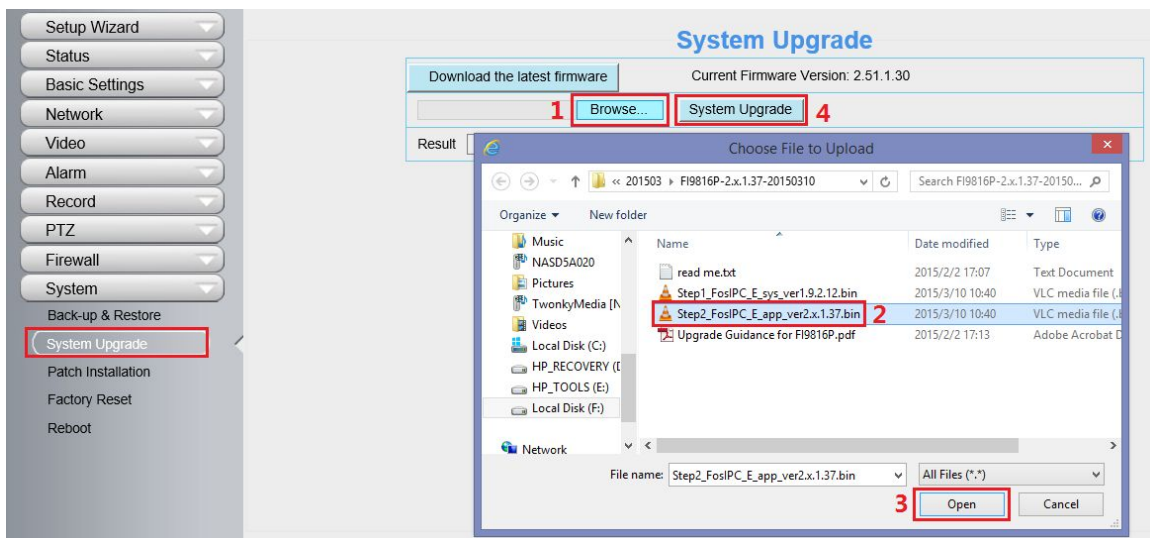 Setup Wizard
Status
Basic Settings
Network
Video
Alarm
Record
PTZ
Firewall
System
Back-up & Restore
System Upgrade
Patch Installation
Factory Reset
Reboot
System Upgrade
Download the latest firmware Current Firmware Version: 2.51.1.30
1 Browse... System Upgrade 4
Result
Choose File to Upload
« 201503 FI9816P-2.x.1.37-20150310 Search FI9816P-2.x.1.37-20150...
Organize New folder
Music
NASD5A020
Pictures
TwonkyMedia [N
Videos
Local Disk (C:)
HP_RECOVERY (D
HP_TOOLS (E:)
Local Disk (F:)
Network
Name Date modified Type
read me.txt 2015/2/2 17:07 Text Document
Step1_FosIPC_E_sys_ver1.9.2.12.bin 2015/3/10 10:40 VLC media file (.b
Step2_FosIPC_E_app_ver2.x.1.37.bin 2 2015/3/10 10:40 VLC media file (.b
Upgrade Guidance for FI9816P.pdf 2015/2/2 17:13 Adobe Acrobat D
File name: Step2_FosIPC_E_app_ver2.x.1.37.bin All Files (*.*)
3 Open Cancel